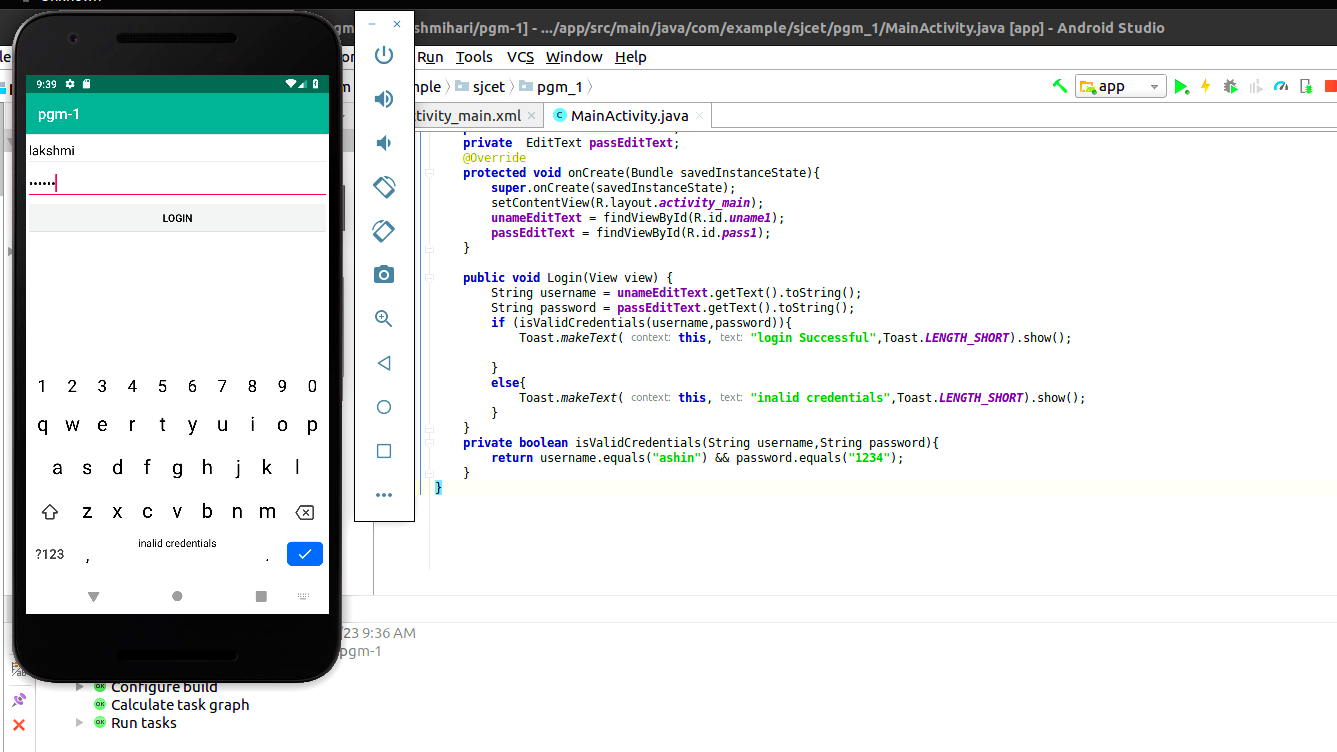 shmihari/pgm-1] - .../app/src/main/java/com/example/sjcet/pgm_1/MainActivity.java [app] - Android Studio
Run Tools VCS Window Help
sjcet pgm_1
app
MainActivity.java
private EditText passEditText;
@Override
protected void onCreate(Bundle savedInstanceState){
super.onCreate(savedInstanceState);
setContentView(R.layout.activity_main);
unameEditText = findViewById(R.id.uname1);
passEditText = findViewById(R.id.pass1);
}
public void Login(View view) {
String username = unameEditText.getText().toString();
String password = passEditText.getText().toString();
if (isValidCredentials(username,password)){
Toast.makeText( context: this, text: "login Successful",Toast.LENGTH_SHORT).show();
}
else{
Toast.makeText( context: this, text: "inalid credentials",Toast.LENGTH_SHORT).show();
}
}
private boolean isValidCredentials(String username,String password){
return username.equals("ashin") && password.equals("1234");
}
}
9:39
pgm-1
lakshmi
••••••
LOGIN
1 2 3 4 5 6 7 8 9 0
q w e r t y u i o p
a s d f g h j k l
z x c v b n m
?123 , inalid credentials .
/23 9:36 AM
pgm-1
Configure build
Calculate task graph
Run tasks